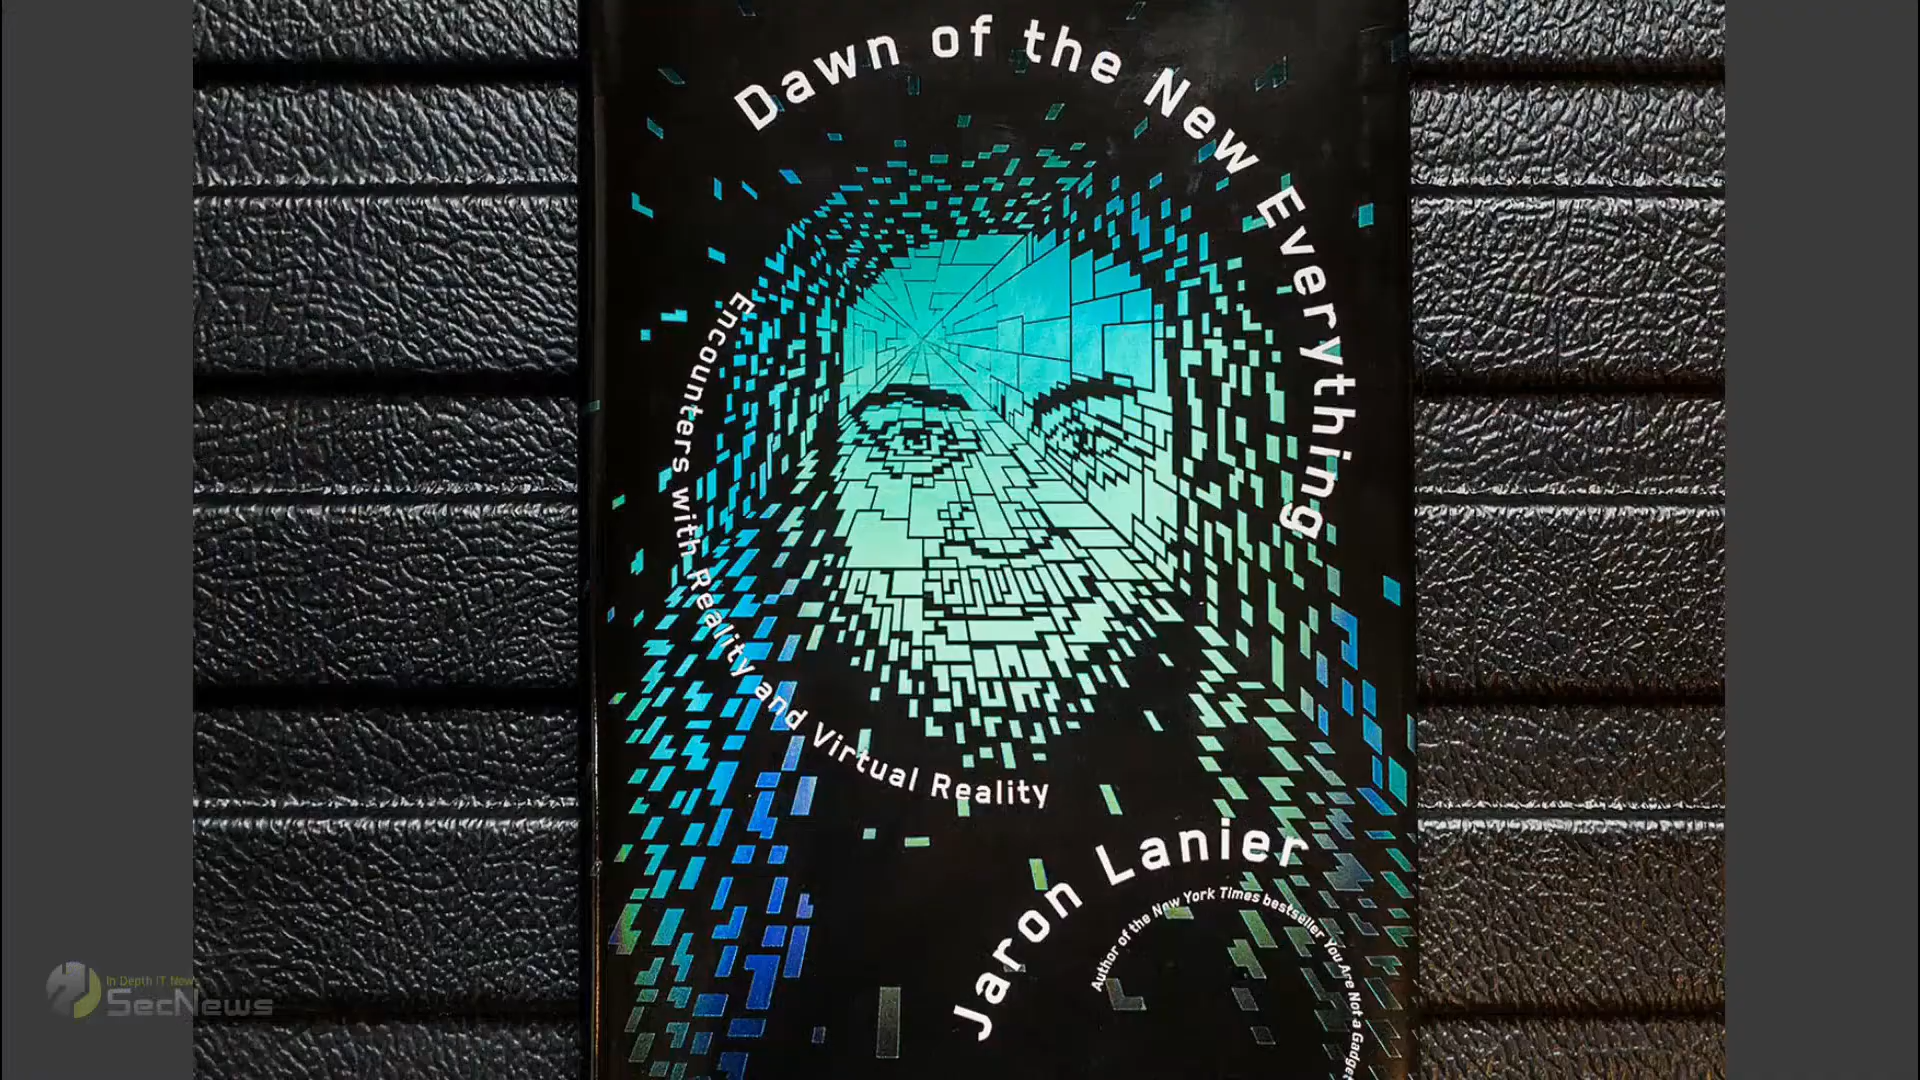 Dawn of the New Everything
Encounters with Reality and Virtual Reality
Jaron Lanier
Author of the New York Times bestseller You Are Not a Gadget
In Depth IT News
SecNews